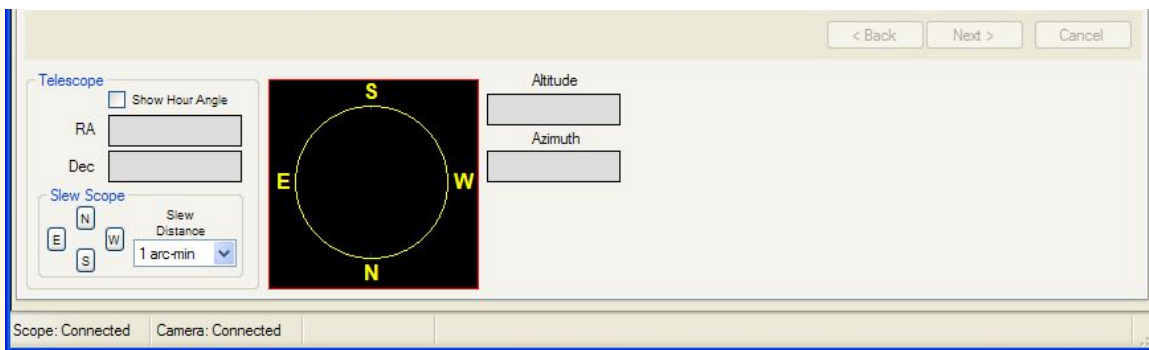 < Back Next > Cancel
Telescope
Show Hour Angle
RA
Dec
Slew Scope
N
E W
S
Slew
Distance
1 arc-min
S
E W
N
Altitude
Azimuth
Scope: Connected Camera: Connected